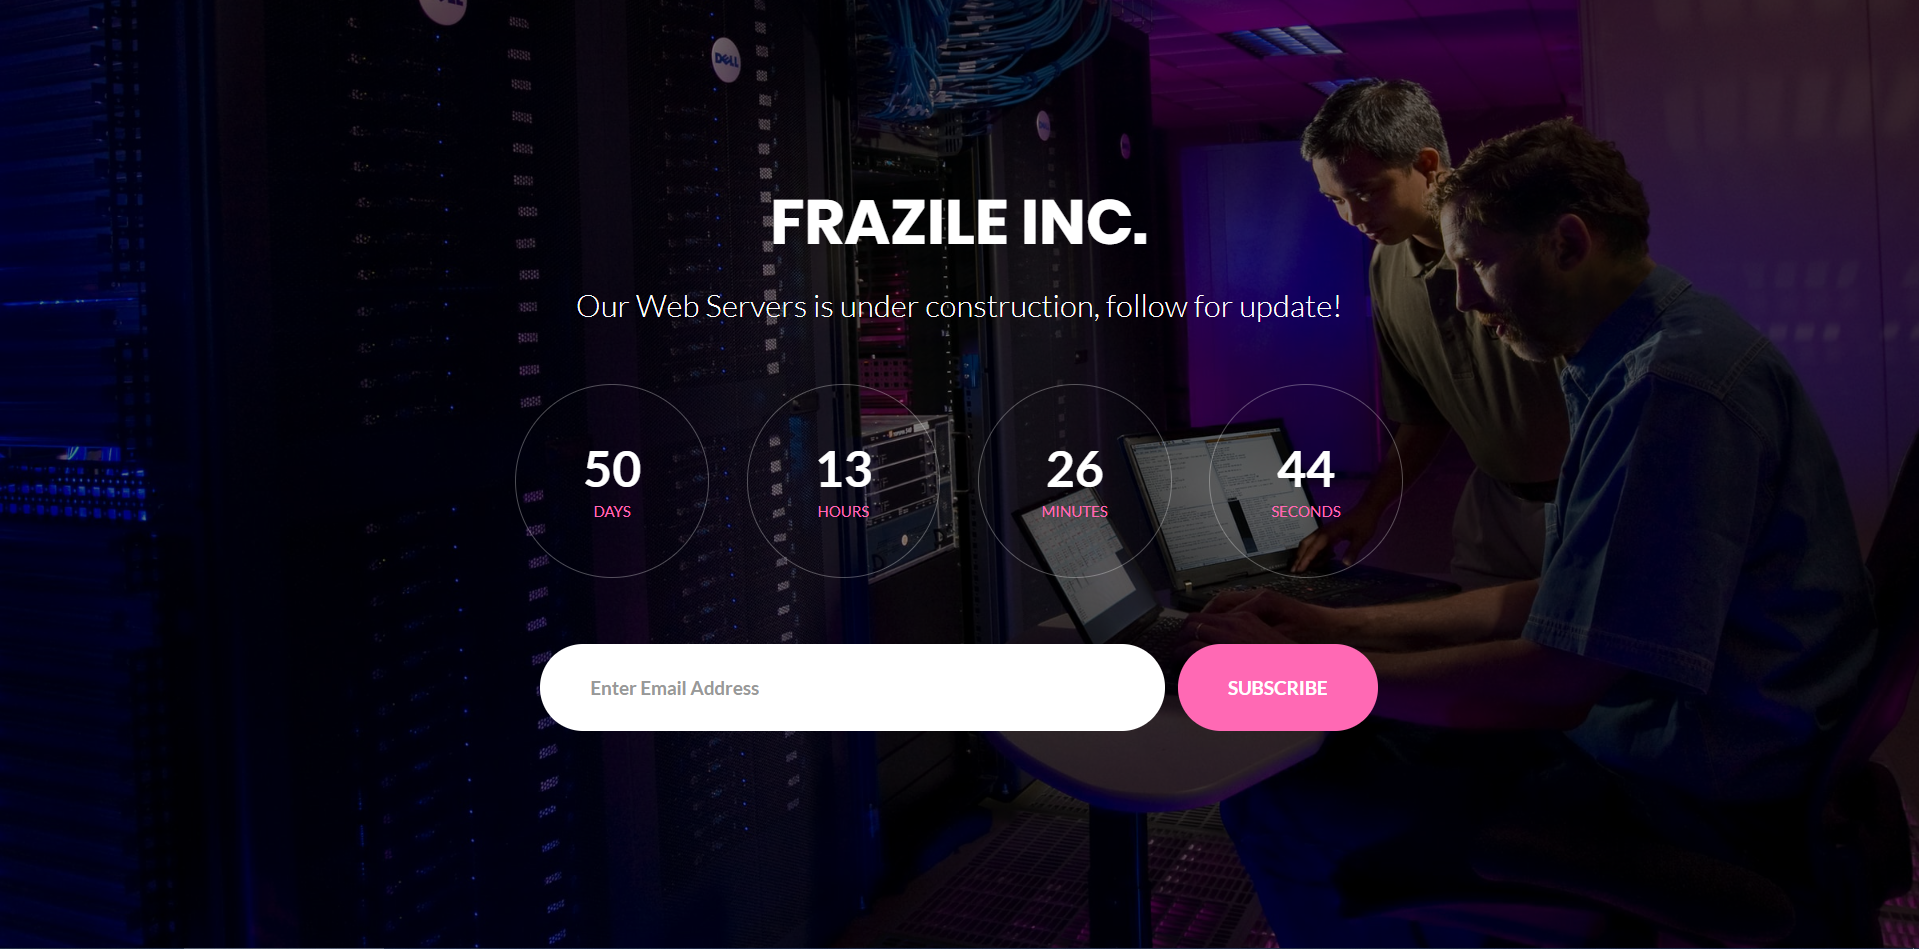 DELL
FRAZILE INC.
Our Web Servers is under construction, follow for update!
50
DAYS
13
HOURS
26
MINUTES
44
SECONDS
Enter Email Address
SUBSCRIBE